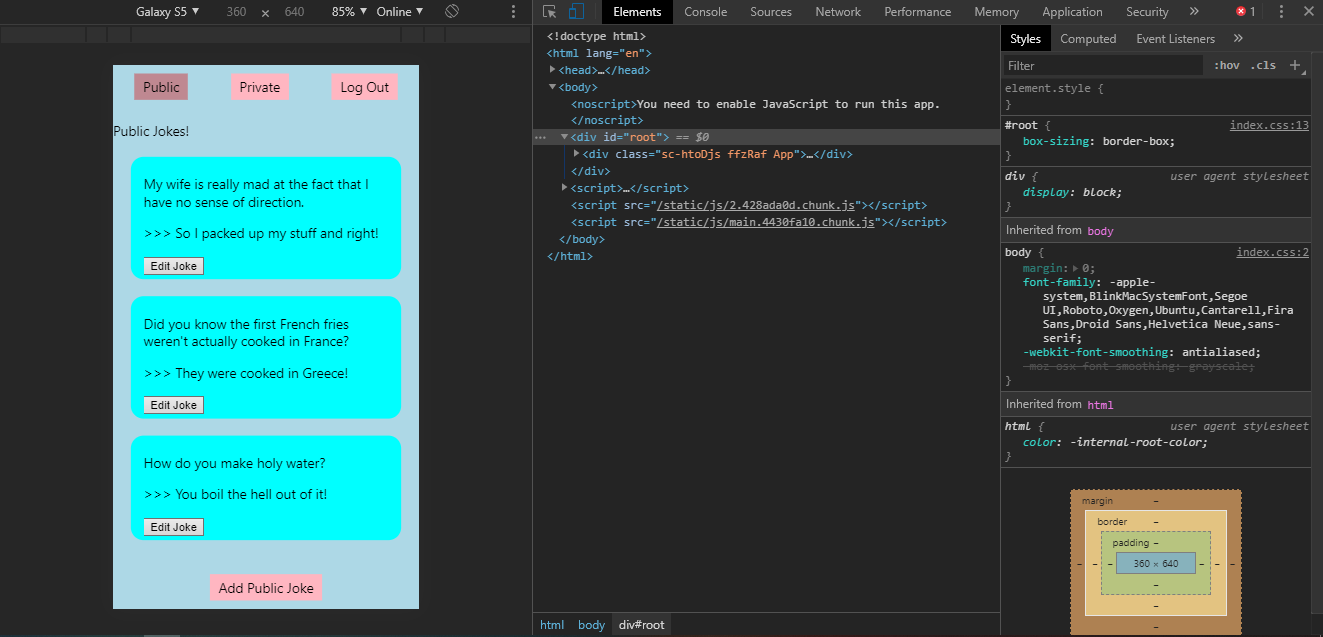 Galaxy S5 ▼ 360 × 640 85% ▼ Online ▼
Public Private Log Out
Public Jokes!
My wife is really mad at the fact that I
have no sense of direction.
>>> So I packed up my stuff and right!
Edit Joke
Did you know the first French fries
weren't actually cooked in France?
>>> They were cooked in Greece!
Edit Joke
How do you make holy water?
>>> You boil the hell out of it!
Edit Joke
Add Public Joke
Elements Console Sources Network Performance Memory Application Security » 1
<!doctype html>
<html lang="en">
<head>…</head>
<body>
<noscript>You need to enable JavaScript to run this app.
</noscript>
<div id="root"> == $0
<div class="sc-htoDjs ffzRaf App">…</div>
</div>
<script>…</script>
<script src="/static/js/2.428ada0d.chunk.js"></script>
<script src="/static/js/main.4430fa10.chunk.js"></script>
</body>
</html>
html body div#root
Styles Computed Event Listeners »
Filter :hov .cls +
element.style {
}
#root { index.css:13
box-sizing: border-box;
}
div { user agent stylesheet
display: block;
}
Inherited from body
body { index.css:2
margin: 0;
font-family: -apple-
system,BlinkMacSystemFont,Segoe
UI,Roboto,Oxygen,Ubuntu,Cantarell,Fira
Sans,Droid Sans,Helvetica Neue,sans-
serif;
-webkit-font-smoothing: antialiased;
-moz-osx-font-smoothing: grayscale;
}
Inherited from html
html { user agent stylesheet
color: -internal-root-color;
}
margin –
border –
padding –
– – – 360 × 640 – – –
–
–
–